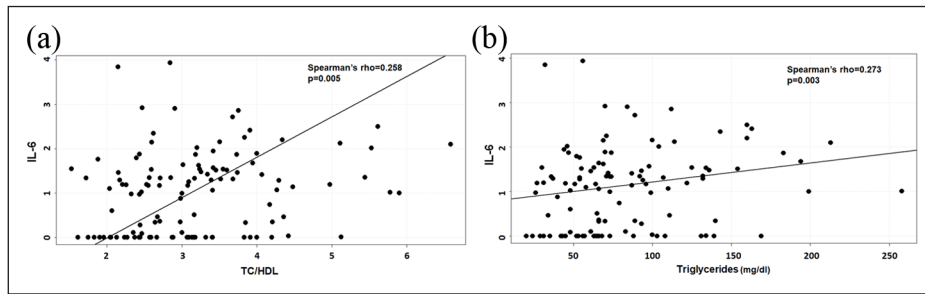 (a)
Spearman's rho=0.258
p=0.005
4
3
2
1
0
IL-6
2
3
4
5
6
TC/HDL
(b)
Spearman's rho=0.273
p=0.003
4
3
2
1
0
IL-6
50
100
150
200
250
Triglycerides (mg/dl)